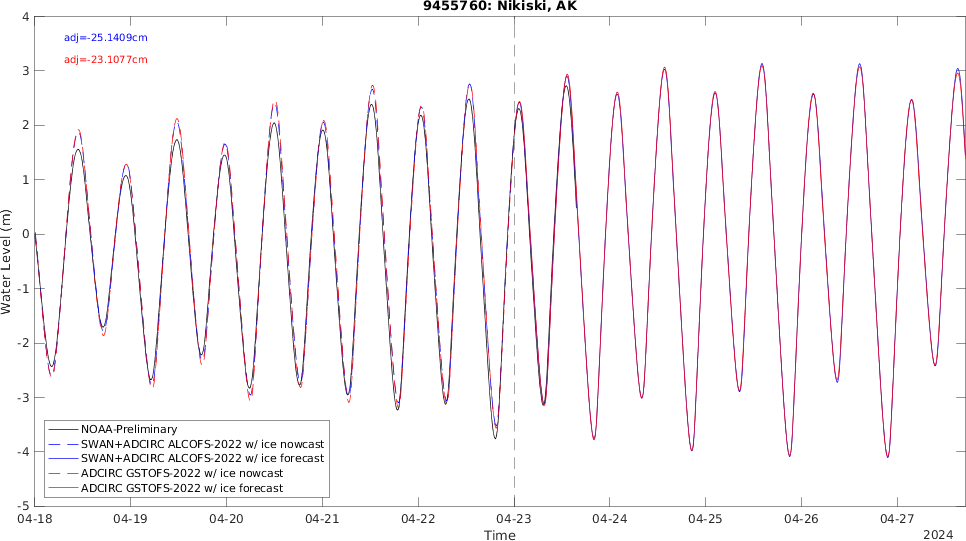 9455760: Nikiski, AK
adj=-25.1409cm
adj=-23.1077cm
Water Level (m)
4
3
2
1
0
-1
-2
-3
-4
-5
NOAA-Preliminary
SWAN+ADCIRC ALCOFS-2022 w/ ice nowcast
SWAN+ADCIRC ALCOFS-2022 w/ ice forecast
ADCIRC GSTOFS-2022 w/ ice nowcast
ADCIRC GSTOFS-2022 w/ ice forecast
04-18 04-19 04-20 04-21 04-22 04-23 04-24 04-25 04-26 04-27
Time
2024